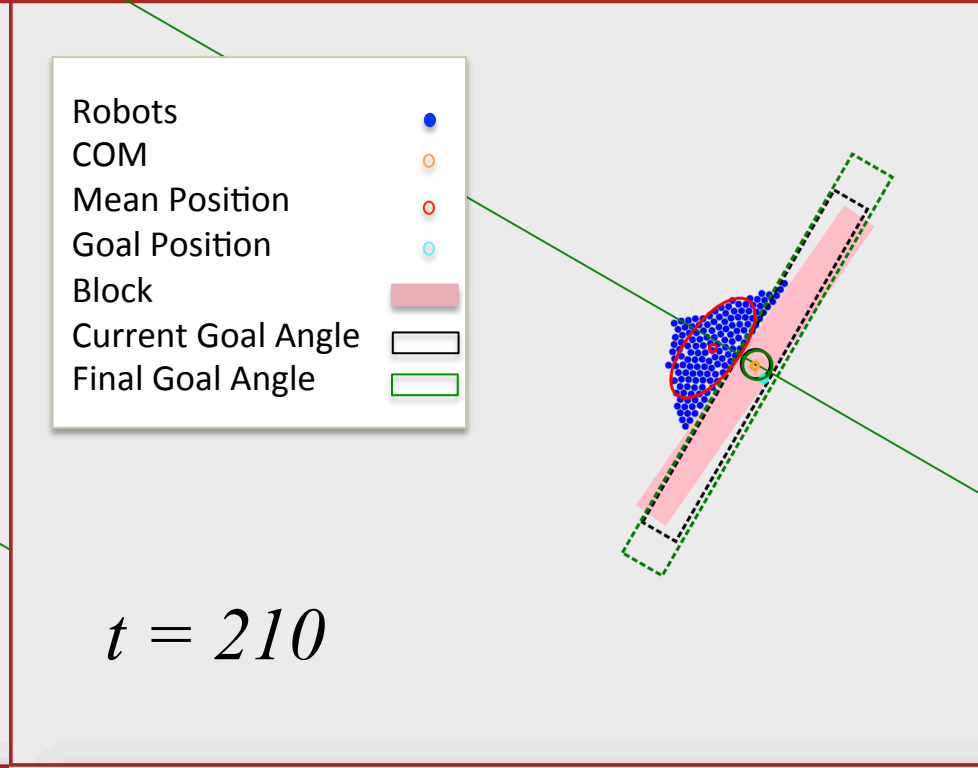 Robots
COM
Mean Position
Goal Position
Block
Current Goal Angle
Final Goal Angle
t = 210